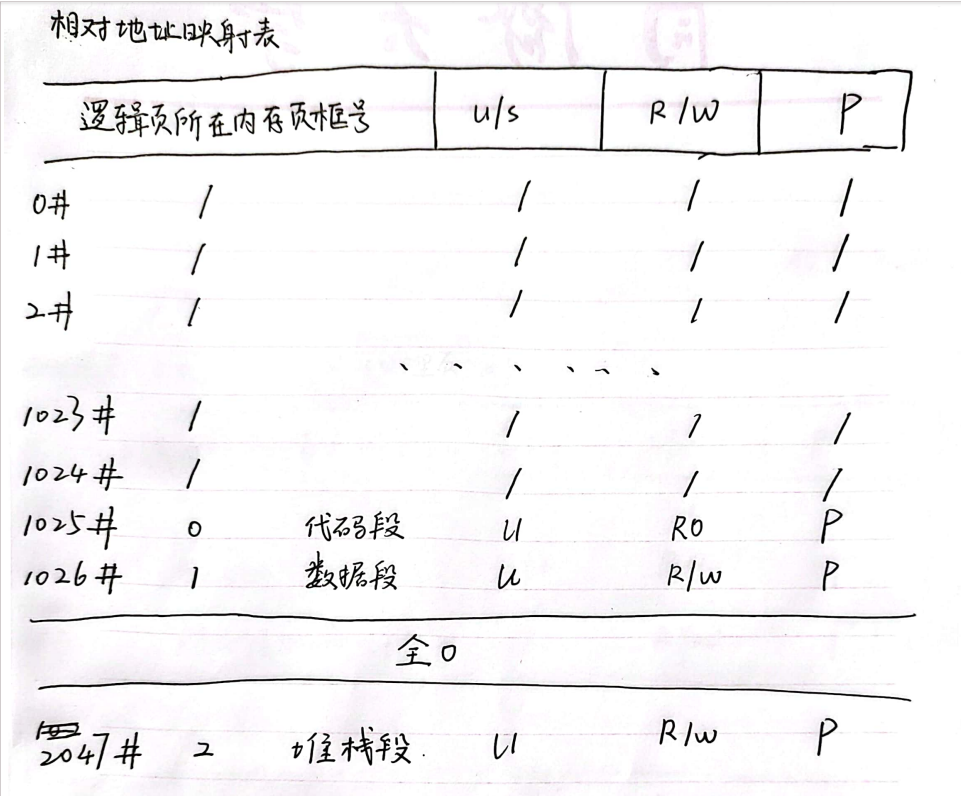 相对地址映射表
逻辑页所在内存页框号 U/S R/W P
0# / / / /
1# / / / /
2# / / / /
、 、 、 、 、 、
1023# / / / /
1024# / / / /
1025# 0 代码段 U RO P
1026# 1 数据段 U R/W P
全0
2047# 2 堆栈段. U R/W P